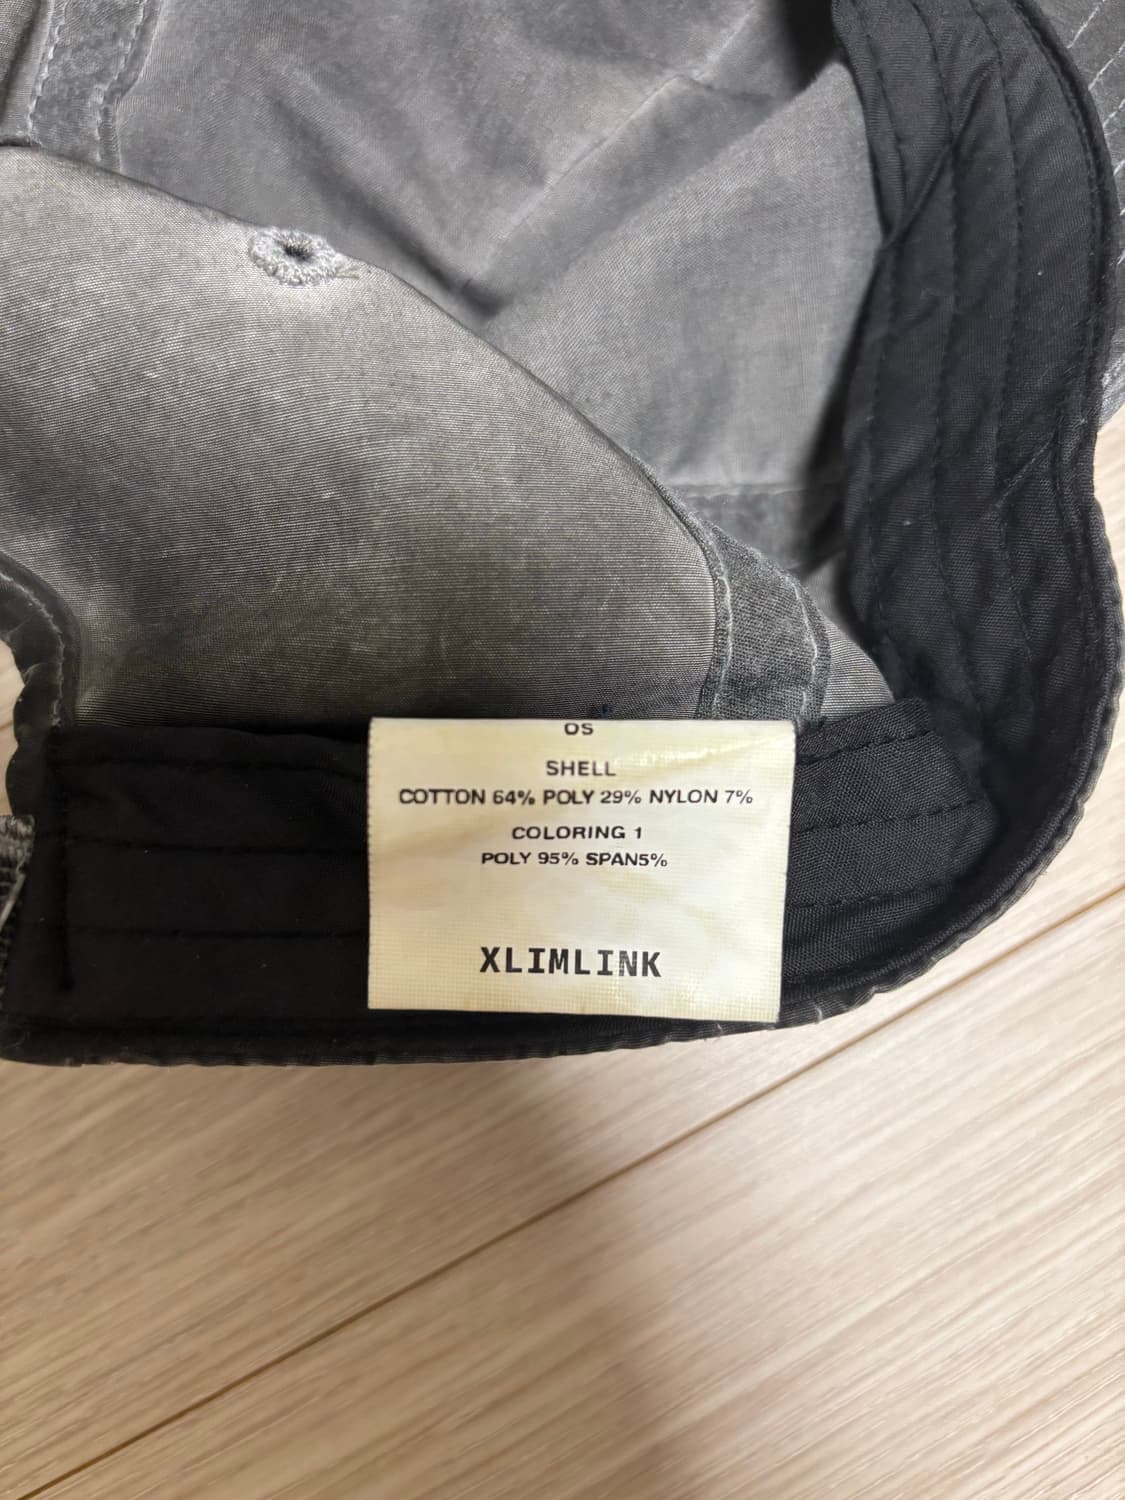 OS
SHELL
COTTON 64% POLY 29% NYLON 7%
COLORING 1
POLY 95% SPAN5%
XLIMLINK